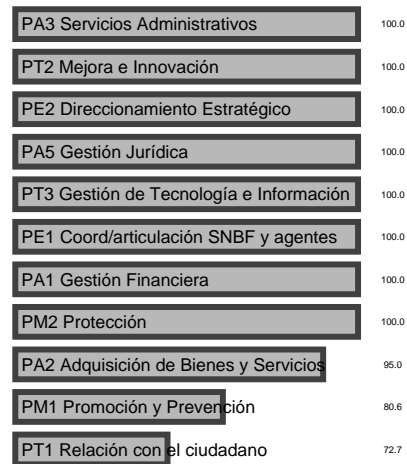 PA3 Servicios Administrativos 100.0
PT2 Mejora e Innovación 100.0
PE2 Direccionamiento Estratégico 100.0
PA5 Gestión Jurídica 100.0
PT3 Gestión de Tecnología e Información 100.0
PE1 Coord/articulación SNBF y agentes 100.0
PA1 Gestión Financiera 100.0
PM2 Protección 100.0
PA2 Adquisición de Bienes y Servicios 95.0
PM1 Promoción y Prevención 80.6
PT1 Relación con el ciudadano 72.7